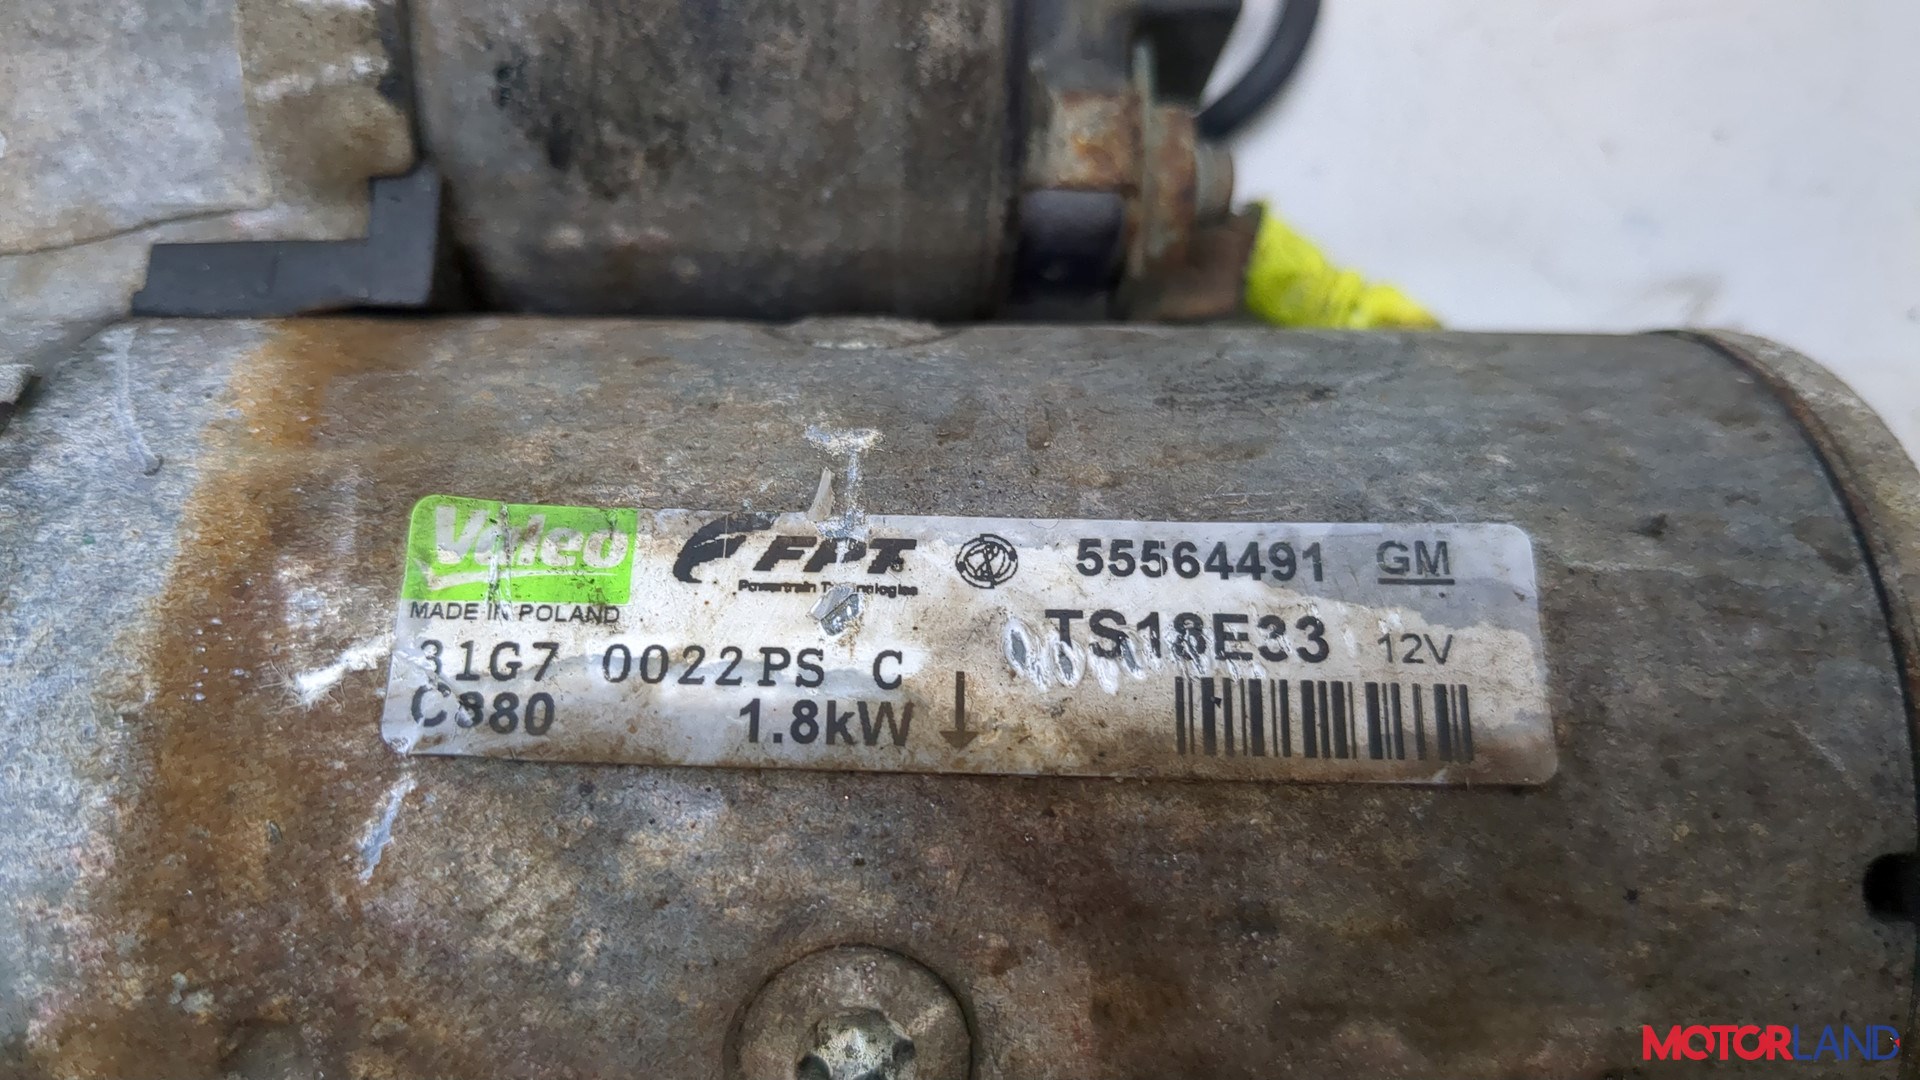 Valeo FPT 55564491 GM
Powertrain Technologies
MADE IN POLAND
TS18E33 12V
31G7 0022PS C
C880 1.8kW
MOTORLAND